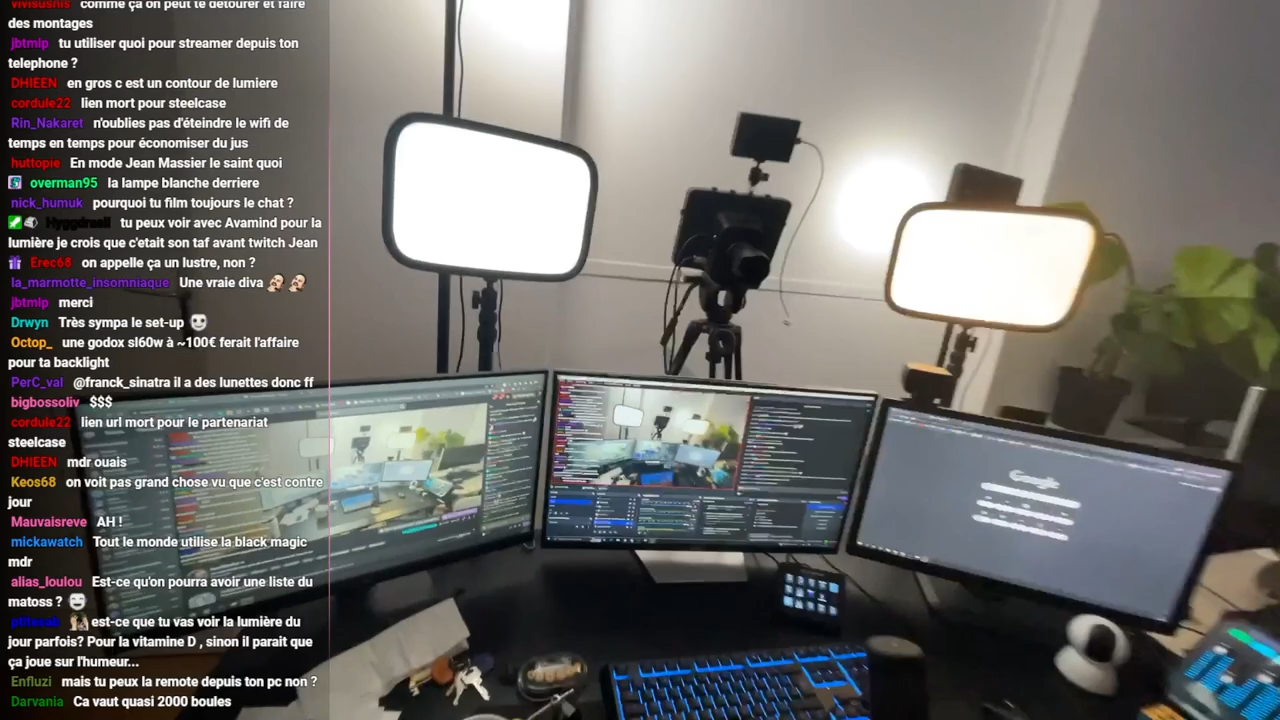 vivisushis comme ça on peut te détourer et faire
des montages
jbtmlp tu utiliser quoi pour streamer depuis ton
telephone ?
DHIEEN en gros c est un contour de lumiere
cordule22 lien mort pour steelcase
Rin_Nakaret n'oublies pas d'éteindre le wifi de
temps en temps pour économiser du jus
huttopie En mode Jean Massier le saint quoi
overman95 la lampe blanche derriere
nick_humuk pourquoi tu film toujours le chat ?
tu peux voir avec Avamind pour la
lumière je crois que c'etait son taf avant twitch Jean
Erec68 on appelle ça un lustre, non ?
la_marmotte_insomniaque Une vraie diva
jbtmlp merci
Drwyn Très sympa le set-up
Octop_ une godox sl60w à ~100€ ferait l'affaire
pour ta backlight
PerC_val @franck_sinatra il a des lunettes donc ff
bigbossoliv $$$
cordule22 lien url mort pour le partenariat
steelcase
DHIEEN mdr ouais
Keos68 on voit pas grand chose vu que c'est contre
jour
Mauvaisreve AH !
mickawatch Tout le monde utilise la black magic
mdr
alias_loulou Est-ce qu'on pourra avoir une liste du
matoss ?
est-ce que tu vas voir la lumière du
jour parfois? Pour la vitamine D , sinon il parait que
ça joue sur l'humeur...
Enfluzi mais tu peux la remote depuis ton pc non ?
Darvania Ca vaut quasi 2000 boules